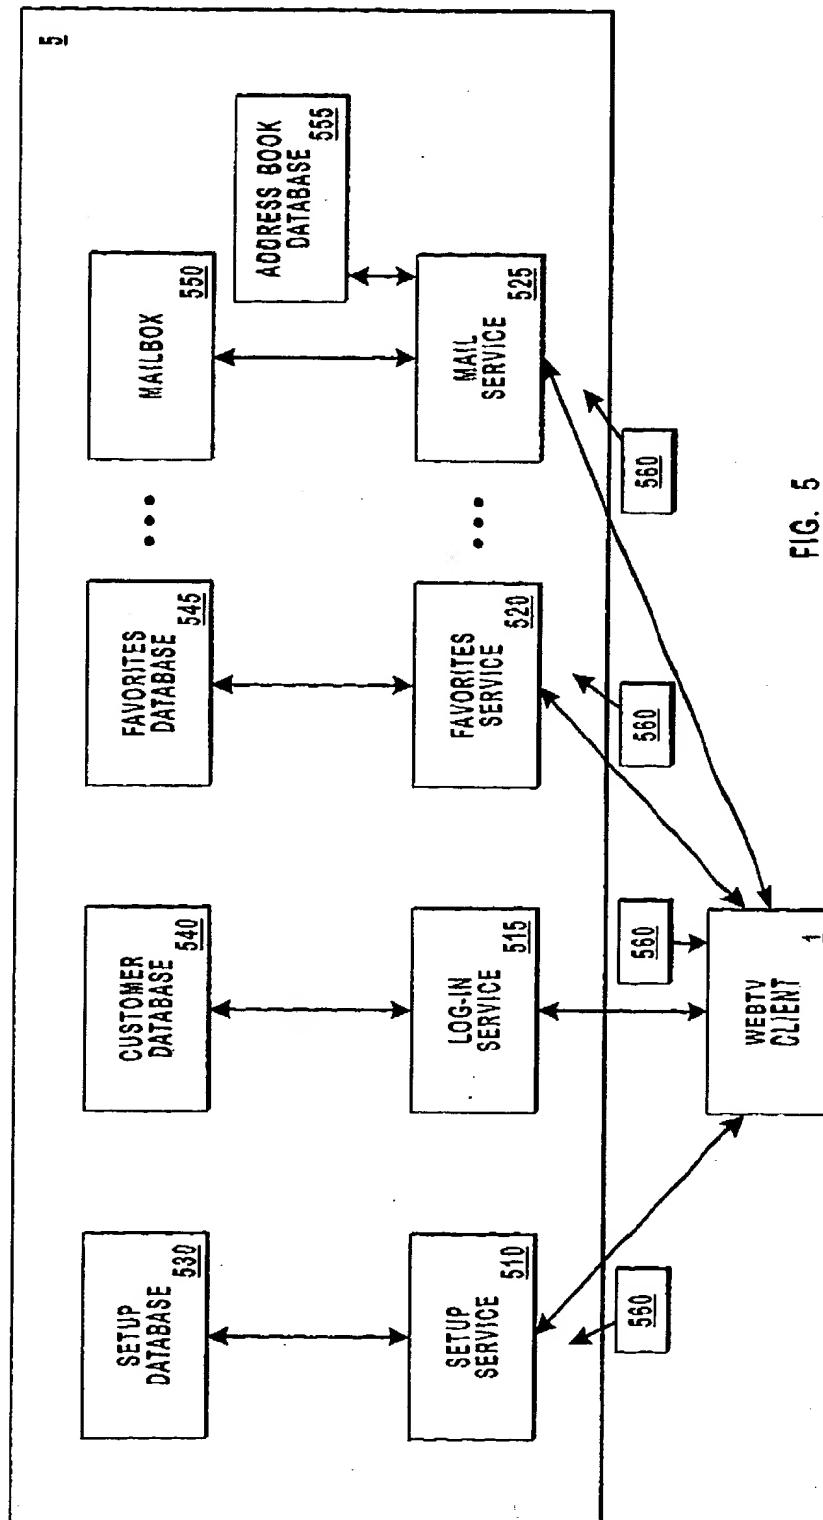 5
SETUP
DATABASE
530
CUSTOMER
DATABASE
540
FAVORITES
DATABASE
545
MAILBOX
550
ADDRESS BOOK
DATABASE
555
SETUP
SERVICE
510
LOG-IN
SERVICE
515
FAVORITES
SERVICE
520
MAIL
SERVICE
525
560
560
560
560
WEBTV
CLIENT
1
FIG. 5